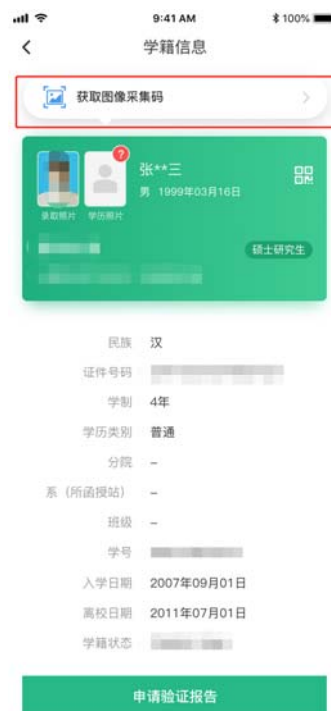 9:41 AM 100%
学籍信息
获取图像采集码
?
张**三
男 1999年03月16日
录取照片 学历照片
硕士研究生
民族 汉
证件号码
学制 4年
学历类别 普通
分院 –
系（所函授站） –
班级 –
学号
入学日期 2007年09月01日
离校日期 2011年07月01日
学籍状态
申请验证报告